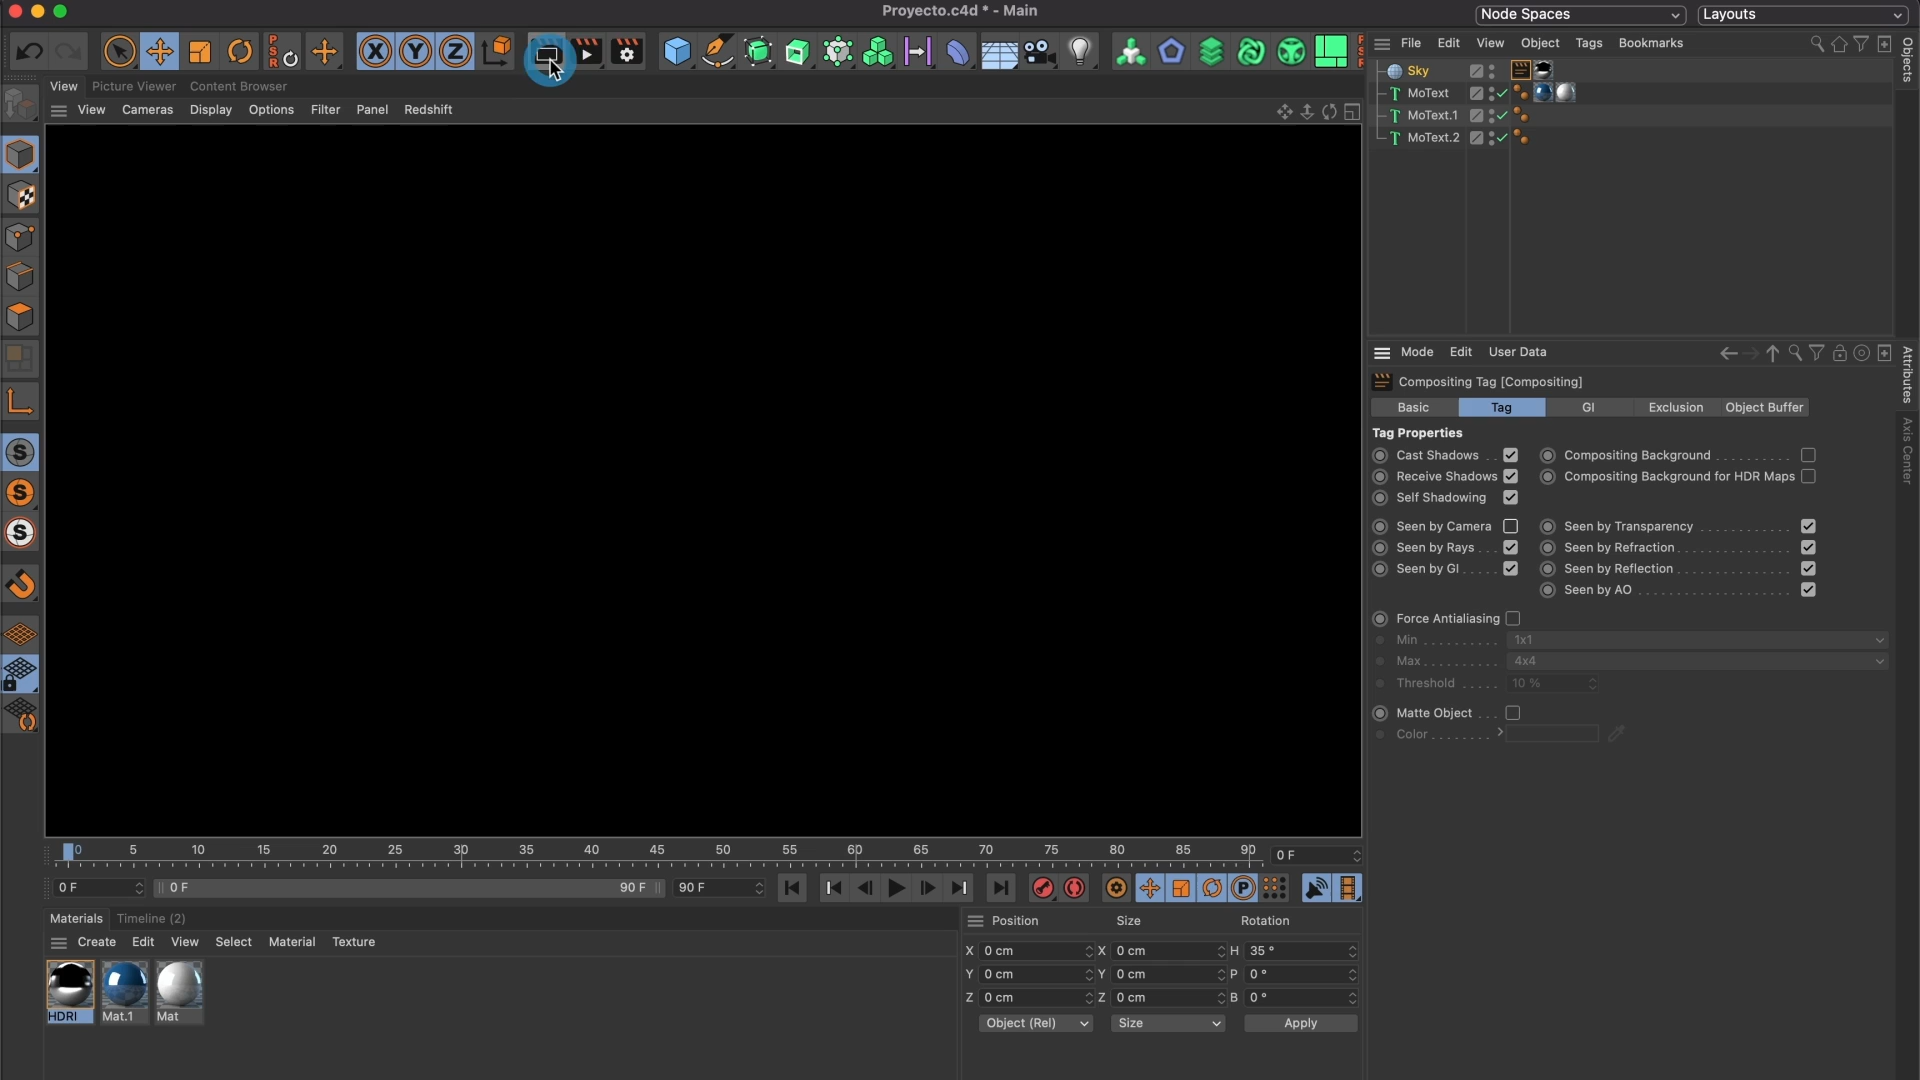 Proyecto.c4d * - Main
Node Spaces
Layouts
PSR
X Y Z
File Edit View Object Tags Bookmarks
Objects
View Picture Viewer Content Browser
View Cameras Display Options Filter Panel Redshift
Sky
MoText
MoText.1
MoText.2
Mode Edit User Data
Attributes
Axis Center
Compositing Tag [Compositing]
Basic Tag GI Exclusion Object Buffer
Tag Properties
Cast Shadows Compositing Background
Receive Shadows Compositing Background for HDR Maps
Self Shadowing
Seen by Camera Seen by Transparency
Seen by Rays Seen by Refraction
Seen by GI Seen by Reflection
Seen by AO
Force Antialiasing
Min 1x1
Max 4x4
Threshold 10 %
Matte Object
Color
S
S
S
0 5 10 15 20 25 30 35 40 45 50 55 60 65 70 75 80 85 90 0 F
0 F 0 F 90 F 90 F P
Materials Timeline (2)
Create Edit View Select Material Texture
HDRI Mat.1 Mat
Position Size Rotation
X 0 cm X 0 cm H 35 °
Y 0 cm Y 0 cm P 0 °
Z 0 cm Z 0 cm B 0 °
Object (Rel) Size Apply